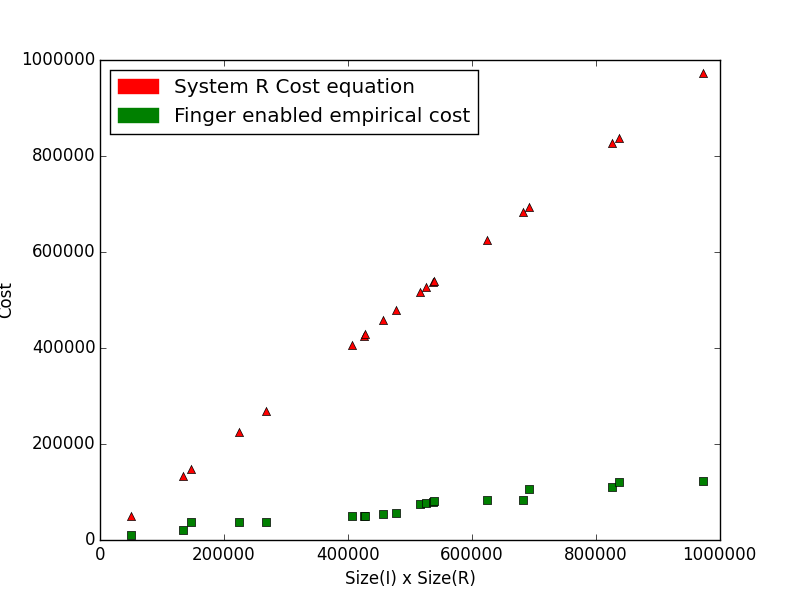 1000000
System R Cost equation
Finger enabled empirical cost
800000
600000
Cost
400000
200000
0
0 200000 400000 600000 800000 1000000
Size(I) x Size(R)